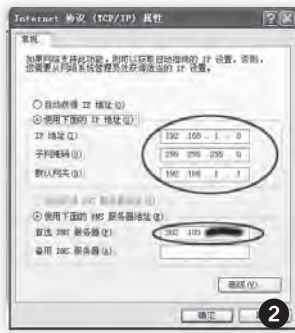 Internet 协议 (TCP/IP) 属性
常规
如果网络支持此功能，则可以获取自动指派的 IP 设置。否则，
您需要从网络系统管理员处获得适当的 IP 设置。
自动获得 IP 地址(O)
使用下面的 IP 地址(S)
IP 地址(I) 192 .168 . 1 .
子网掩码(U) 255 .255 .255 . 0
默认网关(D) 192 .168 . 1 . 1
使用下面的 DNS 服务器地址(E)
首选 DNS 服务器(P) 202 .103
备用 DNS 服务器(A)
高级(V)
确定
2